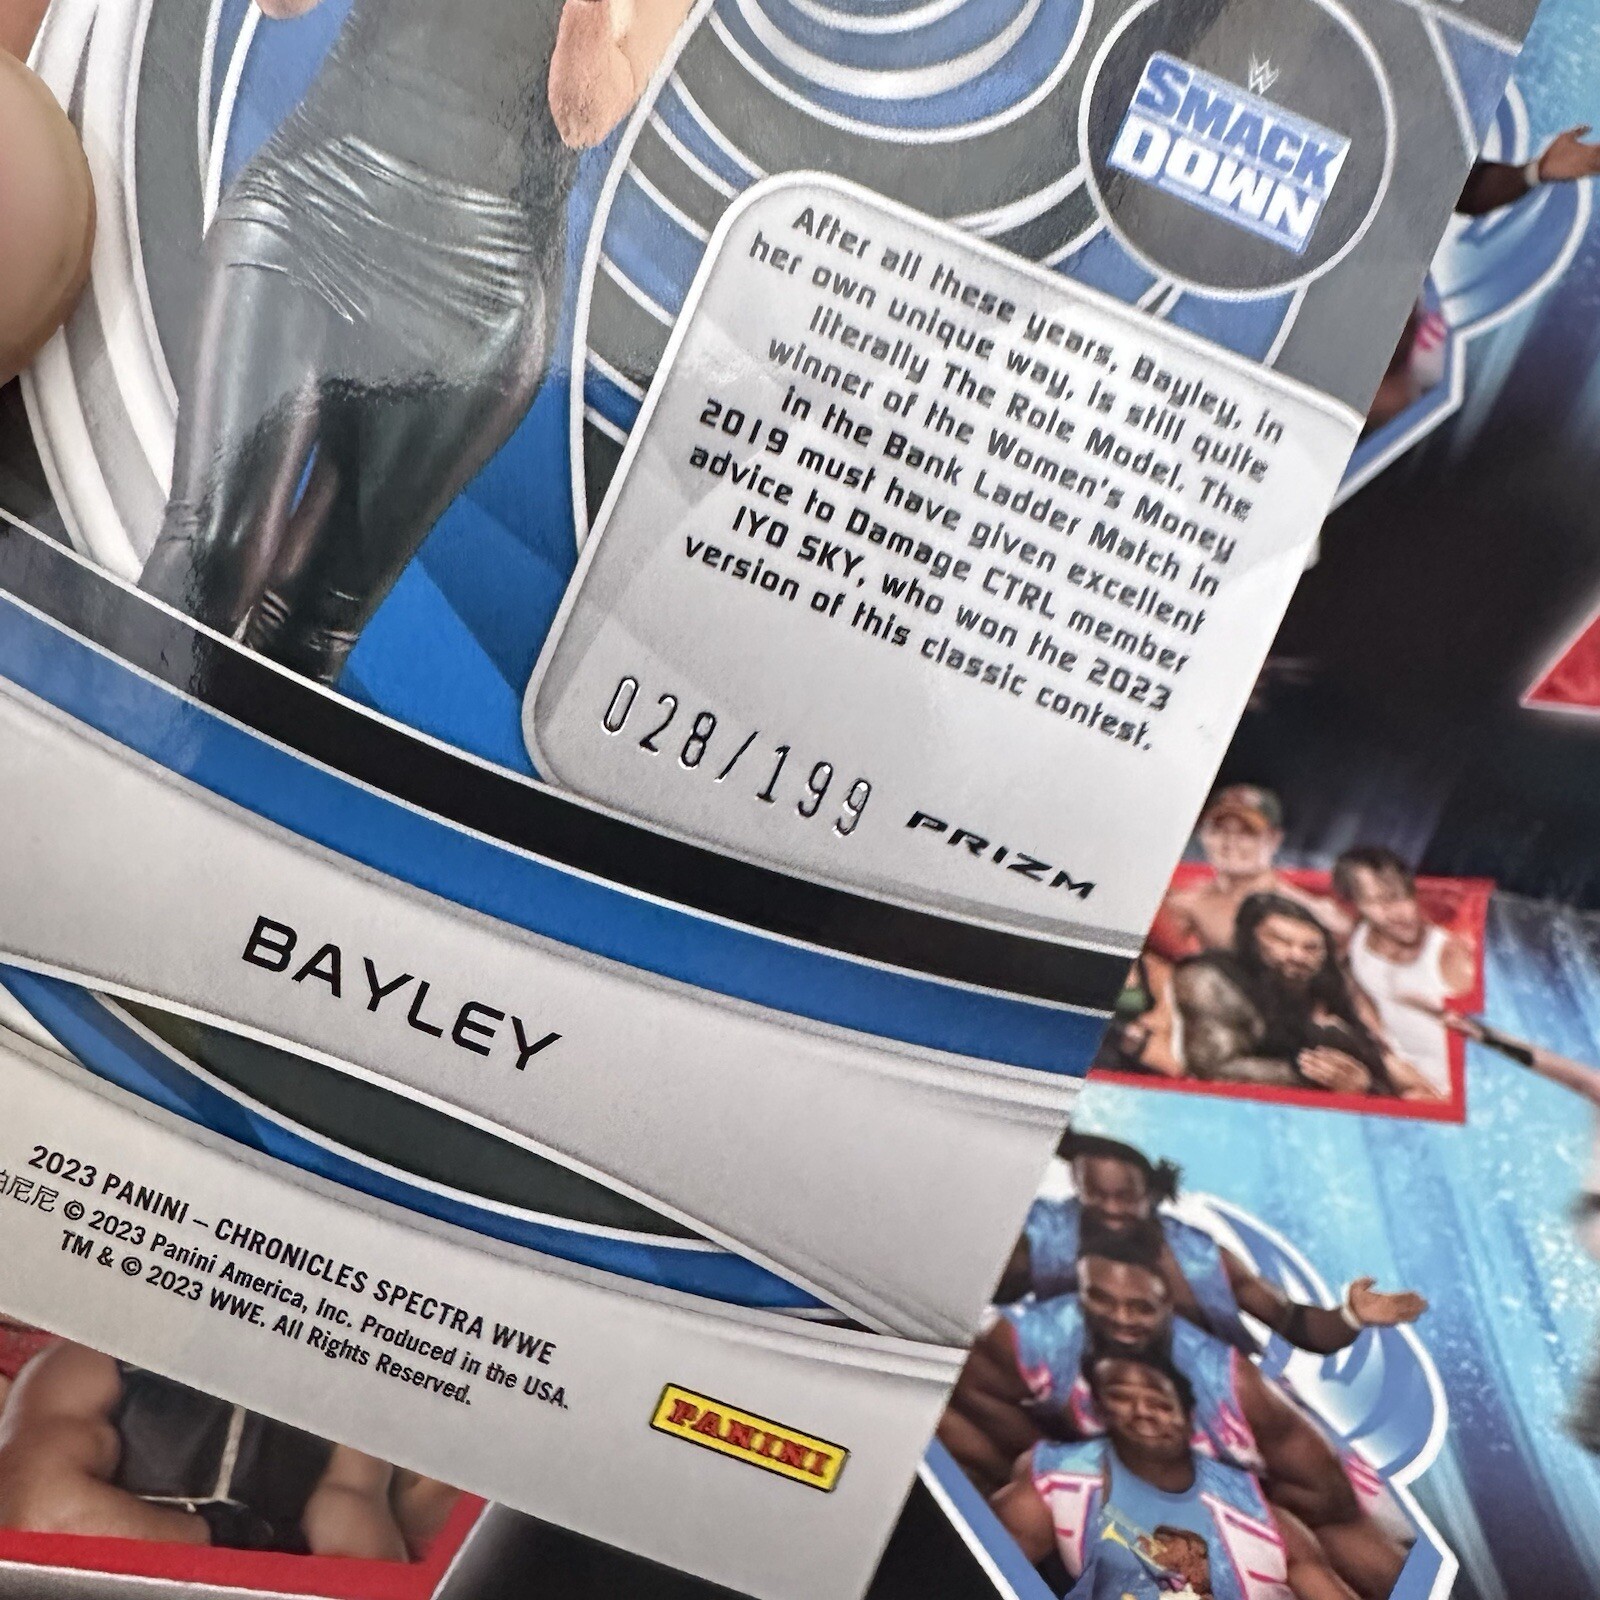 SMACK
DOWN
After all these years, Bayley, in
her own unique way, is still quite
literally The Role Model. The
winner of the Women's Money
in the Bank Ladder Match in
2019 must have given excellent
advice to Damage CTRL member
IYO SKY, who won the 2023
version of this classic contest.
028/199
PRIZM
BAYLEY
2023 PANINI – CHRONICLES SPECTRA WWE
尼尼 © 2023 Panini America, Inc. Produced in the USA.
TM & © 2023 WWE. All Rights Reserved.
PANINI